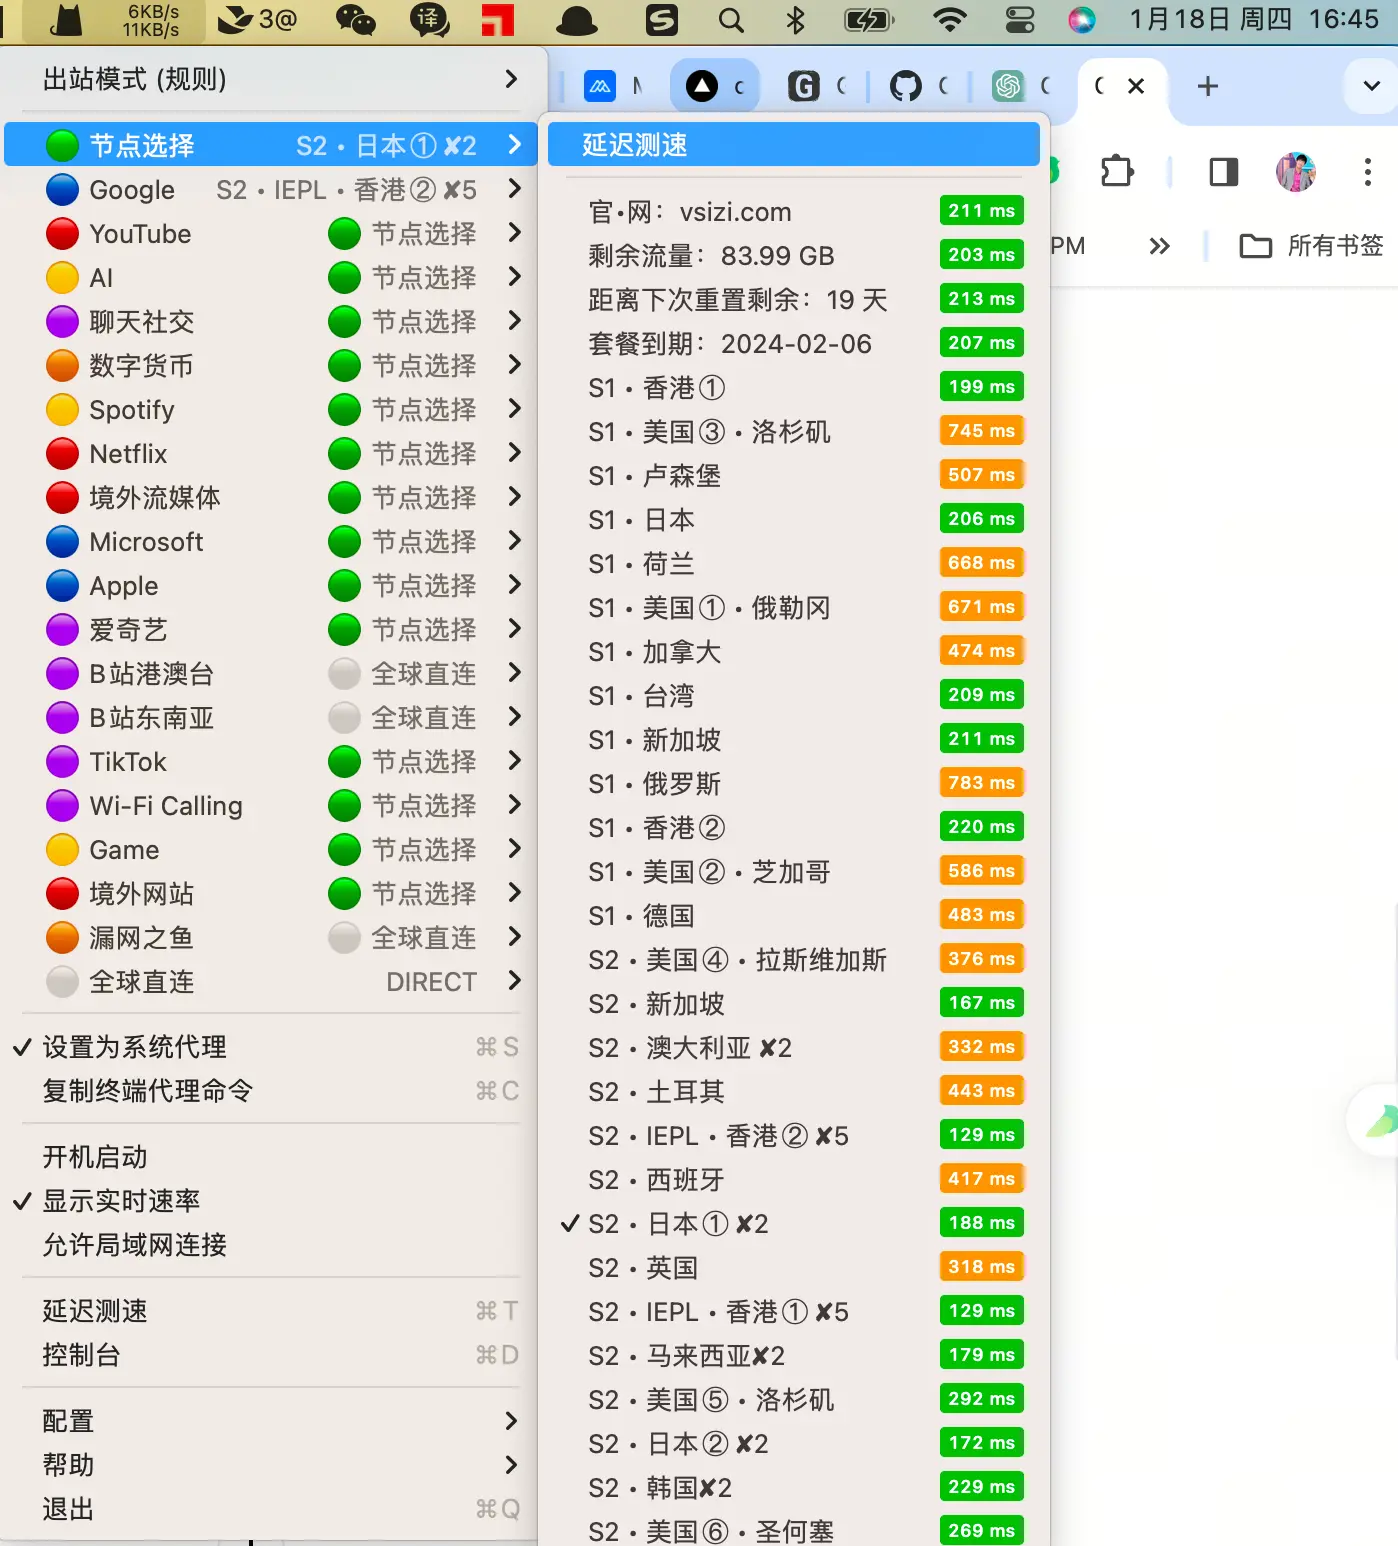 6KB/s
11KB/s
3@
译
1月18日 周四 16:45
出站模式 (规则)
节点选择 S2 • 日本① ✘2
Google S2 • IEPL • 香港② ✘5
YouTube 节点选择
AI 节点选择
聊天社交 节点选择
数字货币 节点选择
Spotify 节点选择
Netflix 节点选择
境外流媒体 节点选择
Microsoft 节点选择
Apple 节点选择
爱奇艺 节点选择
B站港澳台 全球直连
B站东南亚 全球直连
TikTok 节点选择
Wi-Fi Calling 节点选择
Game 节点选择
境外网站 节点选择
漏网之鱼 全球直连
全球直连 DIRECT
设置为系统代理 ⌘S
复制终端代理命令 ⌘C
开机启动
显示实时速率
允许局域网连接
延迟测速 ⌘T
控制台 ⌘D
配置
帮助
退出 ⌘Q
延迟测速
官•网：vsizi.com 211 ms
剩余流量：83.99 GB 203 ms
距离下次重置剩余：19 天 213 ms
套餐到期：2024-02-06 207 ms
S1 • 香港① 199 ms
S1 • 美国③ • 洛杉矶 745 ms
S1 • 卢森堡 507 ms
S1 • 日本 206 ms
S1 • 荷兰 668 ms
S1 • 美国① • 俄勒冈 671 ms
S1 • 加拿大 474 ms
S1 • 台湾 209 ms
S1 • 新加坡 211 ms
S1 • 俄罗斯 783 ms
S1 • 香港② 220 ms
S1 • 美国② • 芝加哥 586 ms
S1 • 德国 483 ms
S2 • 美国④ • 拉斯维加斯 376 ms
S2 • 新加坡 167 ms
S2 • 澳大利亚 ✘2 332 ms
S2 • 土耳其 443 ms
S2 • IEPL • 香港② ✘5 129 ms
S2 • 西班牙 417 ms
S2 • 日本① ✘2 188 ms
S2 • 英国 318 ms
S2 • IEPL • 香港① ✘5 129 ms
S2 • 马来西亚✘2 179 ms
S2 • 美国⑤ • 洛杉矶 292 ms
S2 • 日本② ✘2 172 ms
S2 • 韩国✘2 229 ms
S2 • 美国⑥ • 圣何塞 269 ms
PM
所有书签